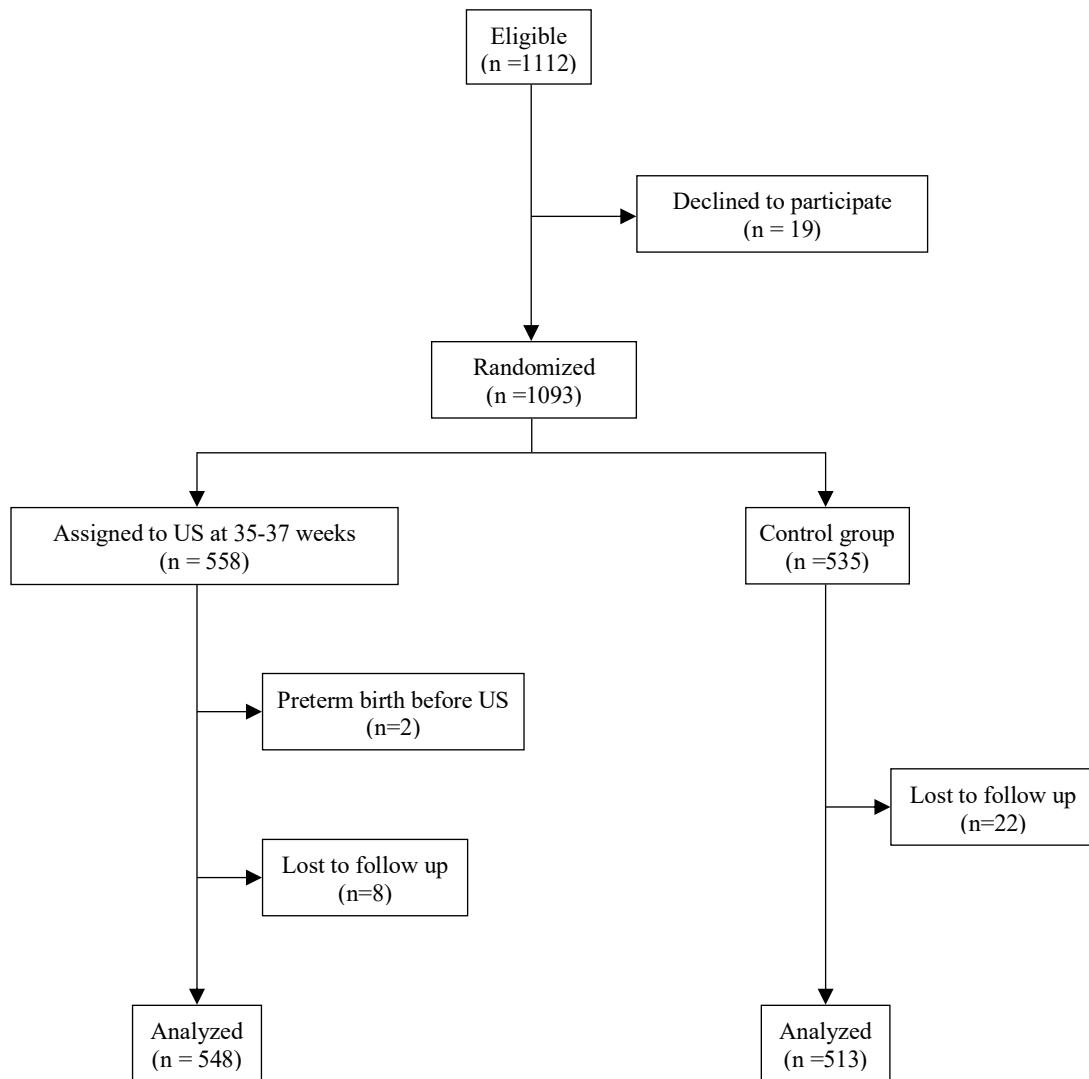 Eligible
(n =1112)
Declined to participate
(n = 19)
Randomized
(n =1093)
Assigned to US at 35-37 weeks
(n = 558)
Control group
(n =535)
Preterm birth before US
(n=2)
Lost to follow up
(n=22)
Lost to follow up
(n=8)
Analyzed
(n = 548)
Analyzed
(n =513)